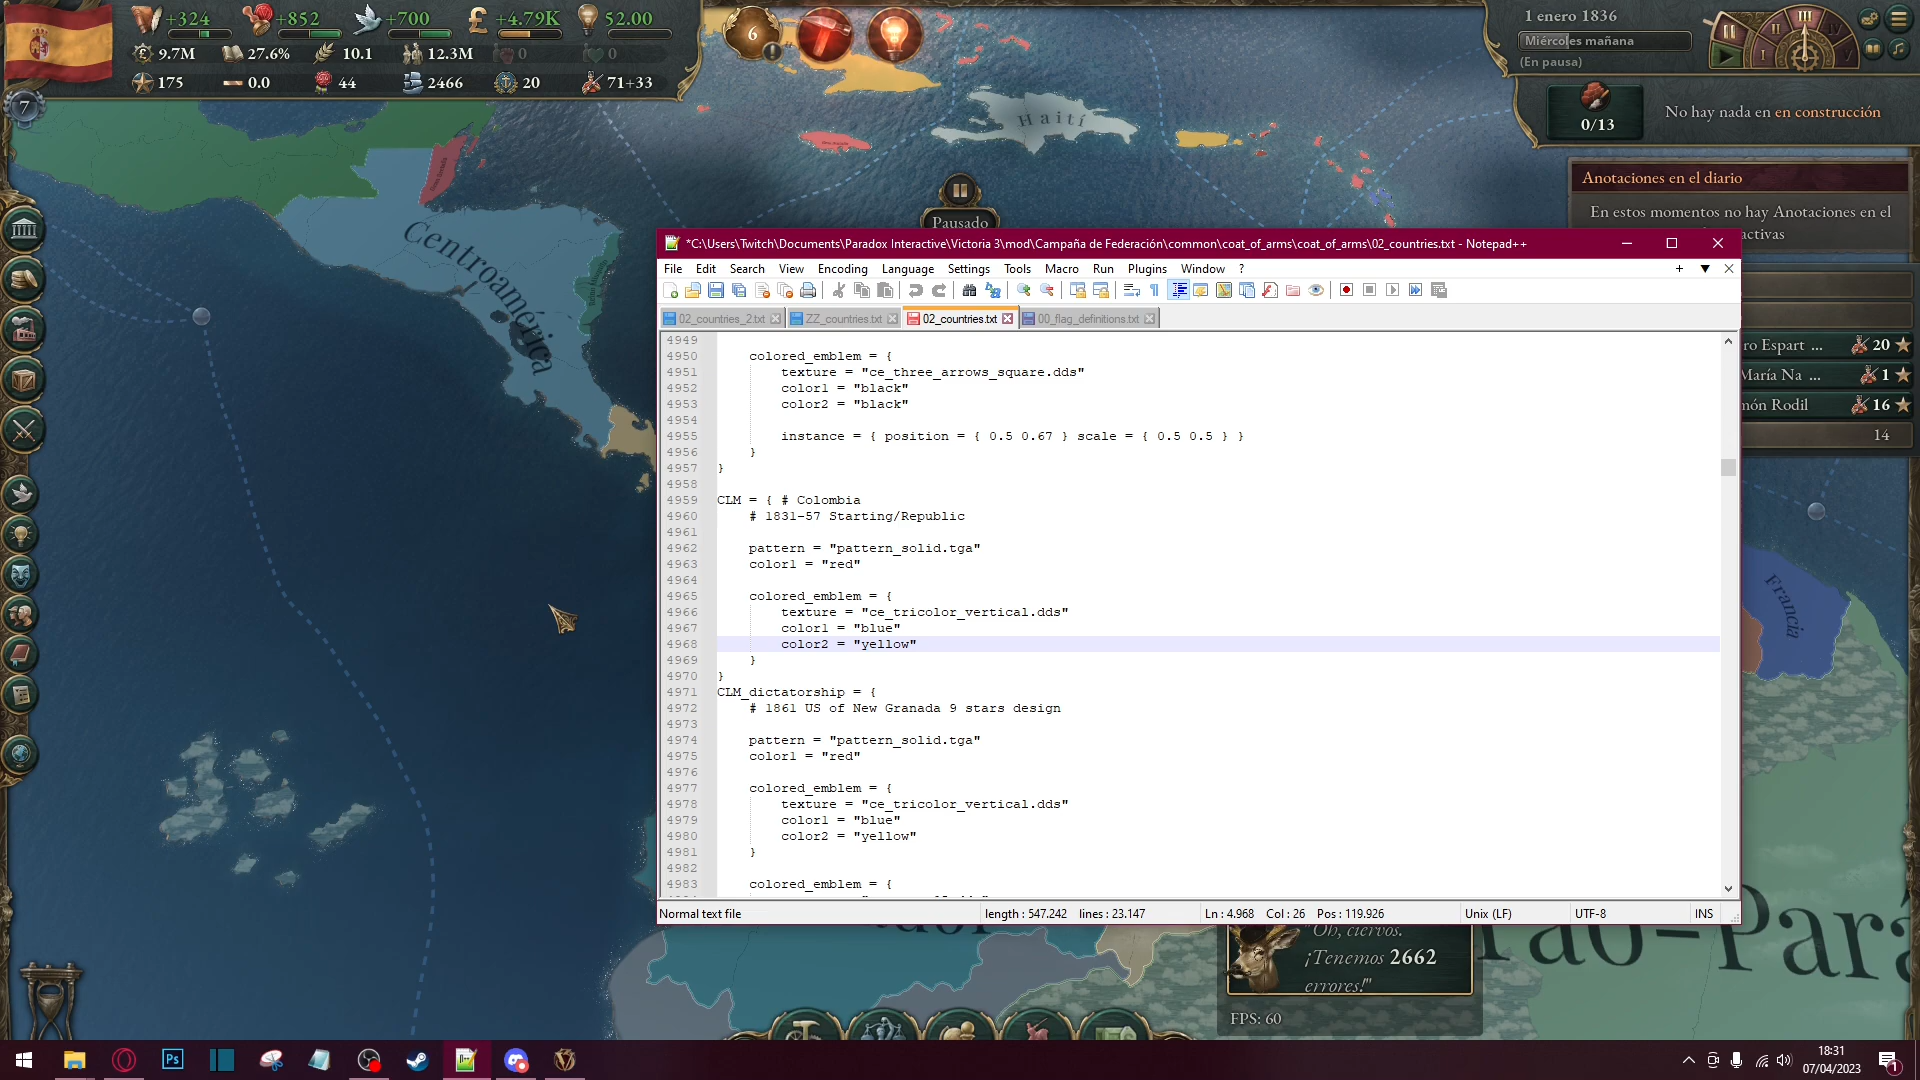 +324
+852
+700
+4.79K
52.00
9.7M
27.6%
10.1
12.3M
0
0
175
0.0
44
2466
20
71+33
7
6
1 enero 1836
Miércoles mañana
(En pausa)
0/13
No hay nada en en construcción
Anotaciones en el diario
En estos momentos no hay Anotaciones en el
activas
Haití
Centroamérica
Pausado
*C:\Users\Twitch\Documents\Paradox Interactive\Victoria 3\mod\Campaña de Federación\common\coat_of_arms\coat_of_arms\02_countries.txt - Notepad++
File Edit Search View Encoding Language Settings Tools Macro Run Plugins Window ?
02_countries_2.txt ZZ_countries.txt 02_countries.txt 00_flag_definitions.txt
4949
4950 colored_emblem = {
4951 texture = "ce_three_arrows_square.dds"
4952 color1 = "black"
4953 color2 = "black"
4954
4955 instance = { position = { 0.5 0.67 } scale = { 0.5 0.5 } }
4956 }
4957 }
4958
4959 CLM = { # Colombia
4960 # 1831-57 Starting/Republic
4961
4962 pattern = "pattern_solid.tga"
4963 color1 = "red"
4964
4965 colored_emblem = {
4966 texture = "ce_tricolor_vertical.dds"
4967 color1 = "blue"
4968 color2 = "yellow"
4969 }
4970 }
4971 CLM_dictatorship = {
4972 # 1861 US of New Granada 9 stars design
4973
4974 pattern = "pattern_solid.tga"
4975 color1 = "red"
4976
4977 colored_emblem = {
4978 texture = "ce_tricolor_vertical.dds"
4979 color1 = "blue"
4980 color2 = "yellow"
4981 }
4982
4983 colored_emblem = {
Normal text file length : 547.242 lines : 23.147 Ln : 4.968 Col : 26 Pos : 119.926 Unix (LF) UTF-8 INS
ro Espart ... 20
María Na ... 1
món Rodil 16
14
Francia
"Oh, ciervos.
¡Tenemos 2662
errores!"
FPS: 60
rão-Pará
Ps
18:31
07/04/2023
1